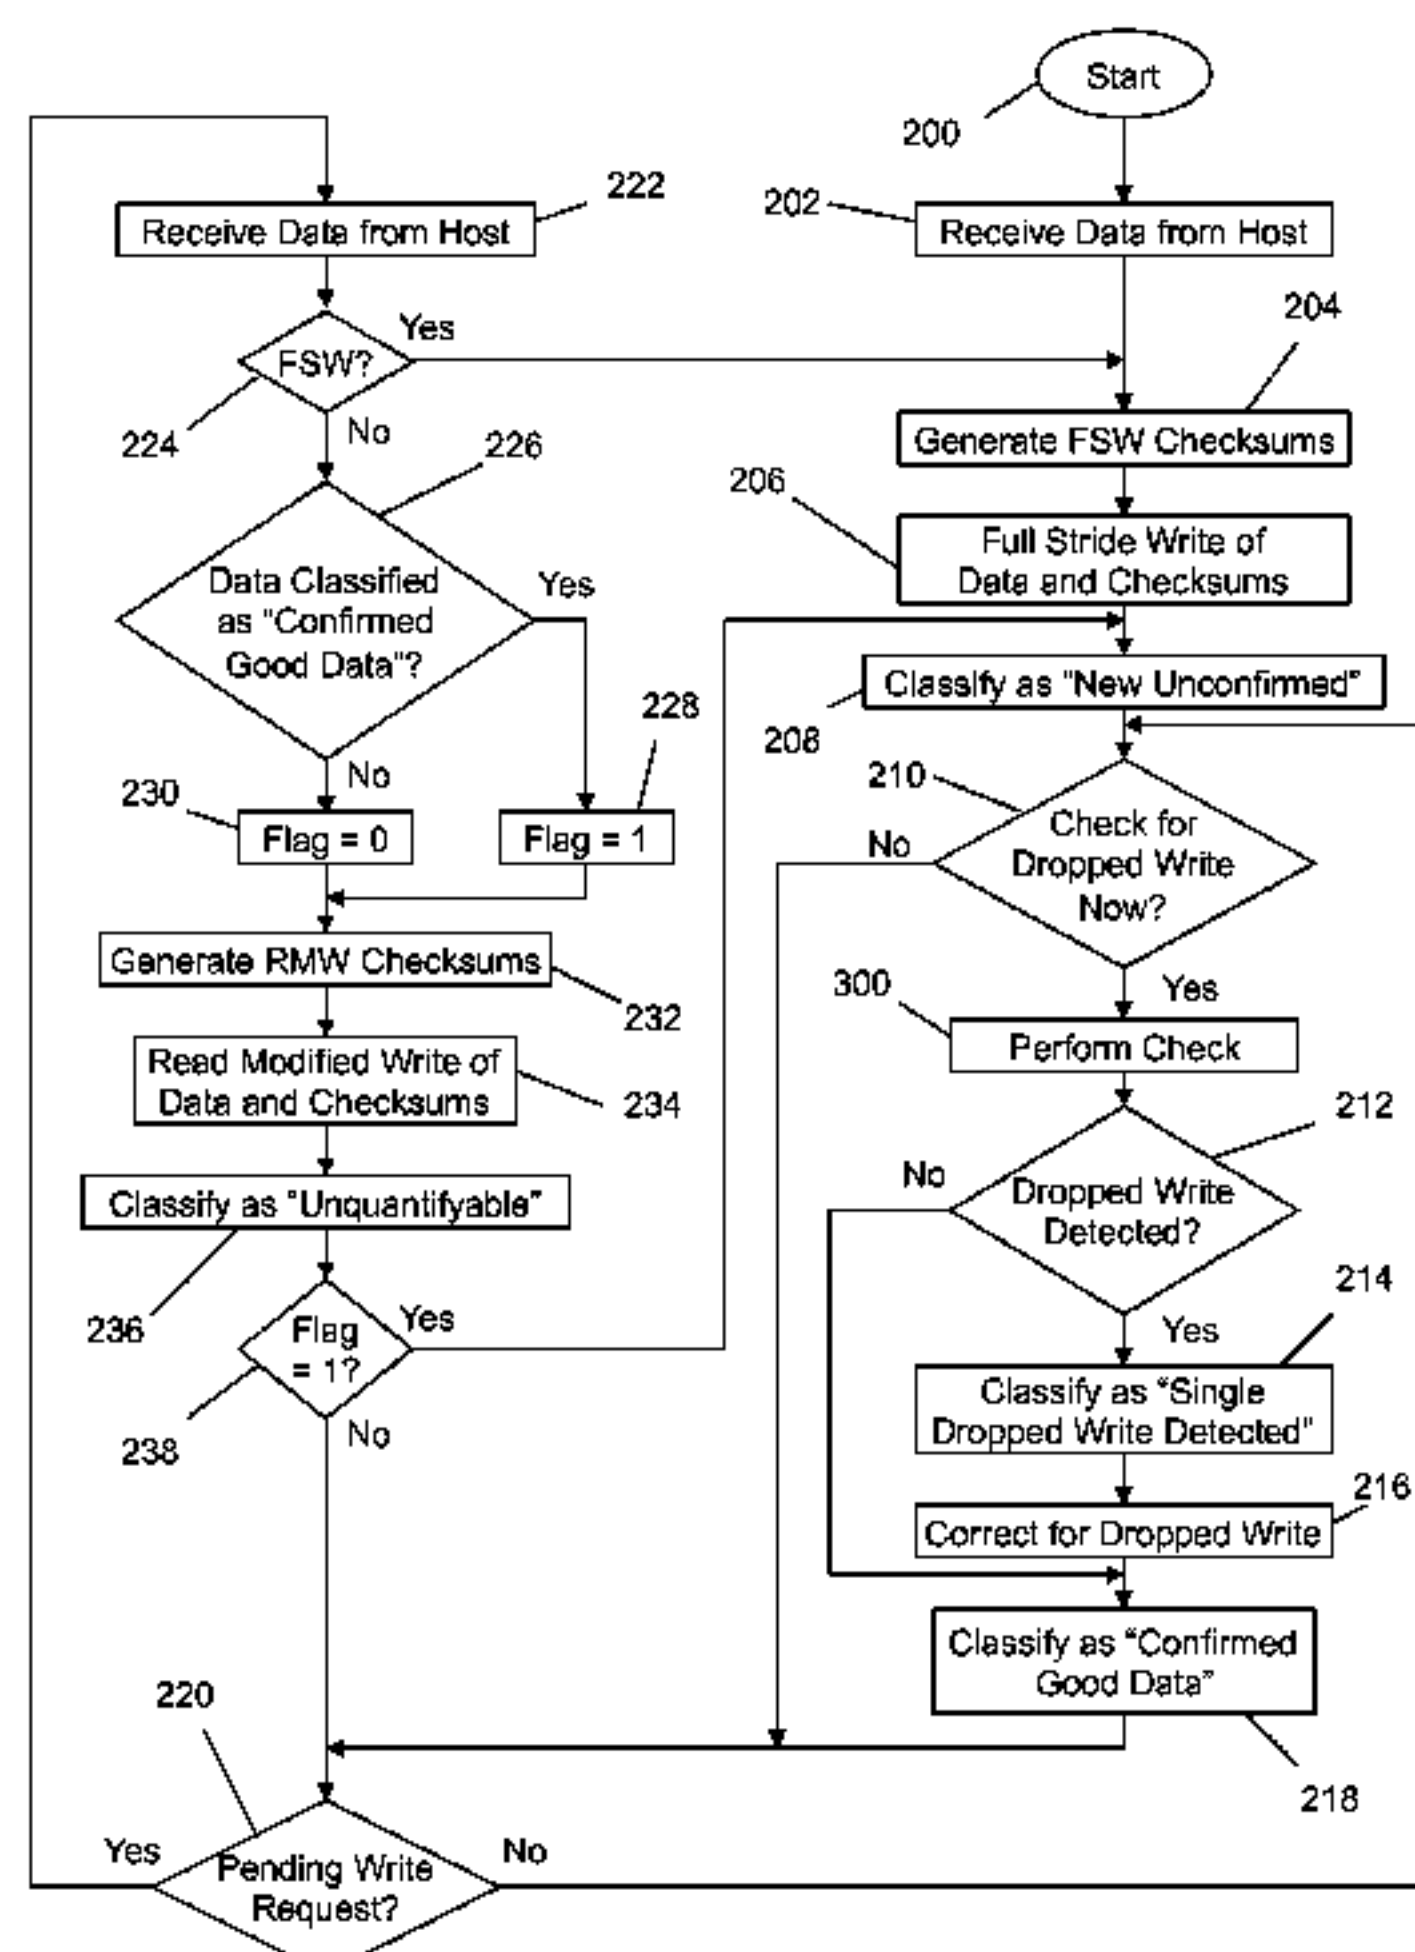 Start
200
222
202
Receive Data from Host
Receive Data from Host
204
Yes
FSW?
224
No
226
Generate FSW Checksums
206
Full Stride Write of
Data and Checksums
Data Classified
as "Confirmed
Good Data"?
Yes
Classify as "New Unconfirmed"
208
228
No
230
Flag = 0
Flag = 1
210
Check for
Dropped Write
Now?
No
Yes
Generate RMW Checksums
232
300
Perform Check
Read Modified Write of
Data and Checksums
234
212
No
Dropped Write
Detected?
Classify as "Unquantifyable"
236
214
Yes
Flag
= 1?
Yes
238
No
Classify as "Single
Dropped Write Detected"
216
Correct for Dropped Write
Classify as "Confirmed
Good Data"
218
220
Yes
Pending Write
Request?
No